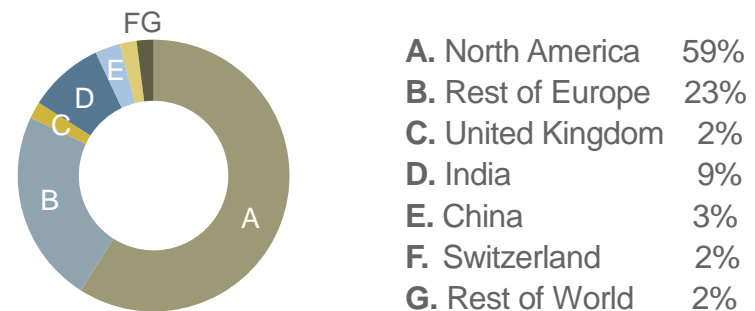 FG
E
D
C
B
A
A. North America 59%
B. Rest of Europe 23%
C. United Kingdom 2%
D. India 9%
E. China 3%
F. Switzerland 2%
G. Rest of World 2%